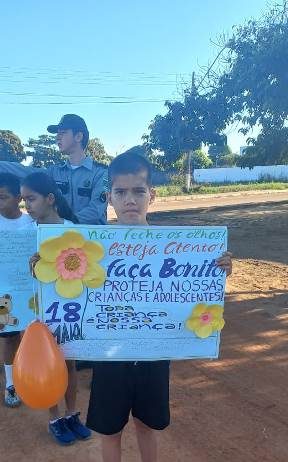 Não feche os olhos!
Esteja Atento!
Faça Bonito
PROTEJA NOSSAS
CRIANÇAS E ADOLESCENTES!
18
MAIO
TODA
CRIANÇA
É NOSSA
CRIANÇA!